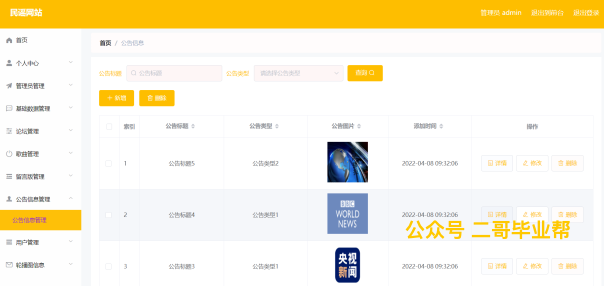 民谣网站
管理员 admin
退出到前台
退出登录
首页
个人中心
管理员管理
基础数据管理
论坛管理
歌曲管理
留言版管理
公告信息管理
公告信息管理
用户管理
轮播图信息
首页 / 公告信息
公告标题 公告标题 公告类型 请选择公告类型 查询
+ 新增 删除
索引 公告标题 公告类型 公告图片 添加时间 操作
1 公告标题5 公告类型2 2022-04-08 09:32:06 详情 修改 删除
BBC
WORLD
NEWS
2 公告标题4 公告类型1 2022-04-08 09:32:06 详情 修改 删除
公众号 二哥毕业帮
央视
新闻
3 公告标题3 公告类型1 2022-04-08 09:32:06 详情 修改 删除